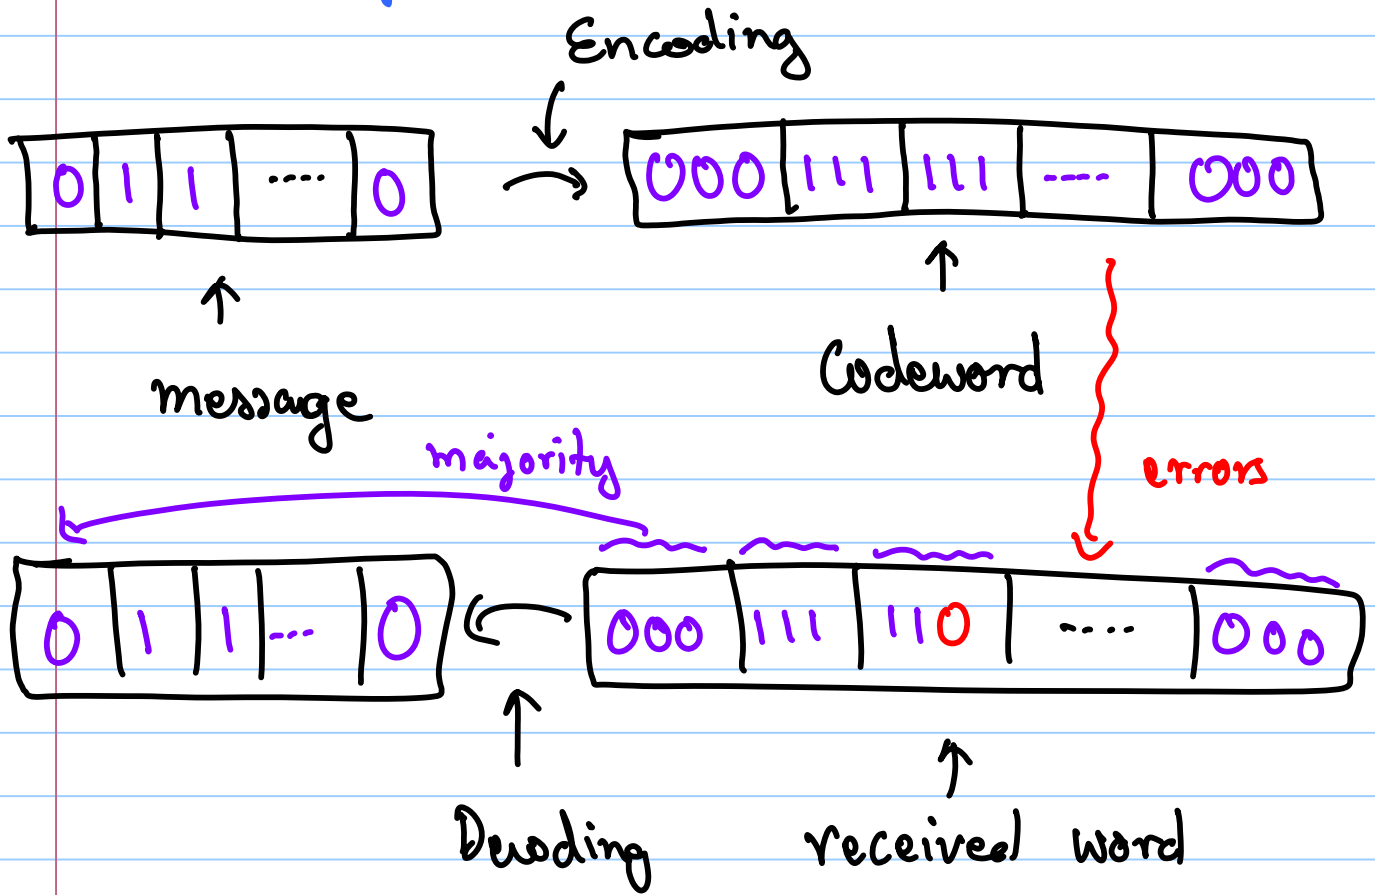 Encoding
0 1 1 ..... 0
000 111 111 ..... 000
message
Codeword
majority
errors
0 1 1 ... 0
000 111 110 ..... 000
Decoding
received word